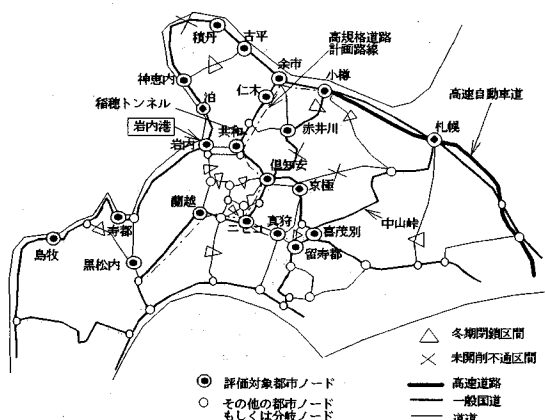 積丹
古平
余市
小樽
高規格道路
計画路線
神恵内
仁木
高速自動車道
泊
稲穂トンネル
共和
赤井川
札幌
岩内港
岩内
倶知安
京極
蘭越
ニセコ
真狩
中山峠
喜茂別
留寿都
寿都
島牧
黒松内
冬期閉鎖区間
未開削不通区間
評価対象都市ノード
高速道路
その他の都市ノード
もしくは分岐ノード
一般国道
道道